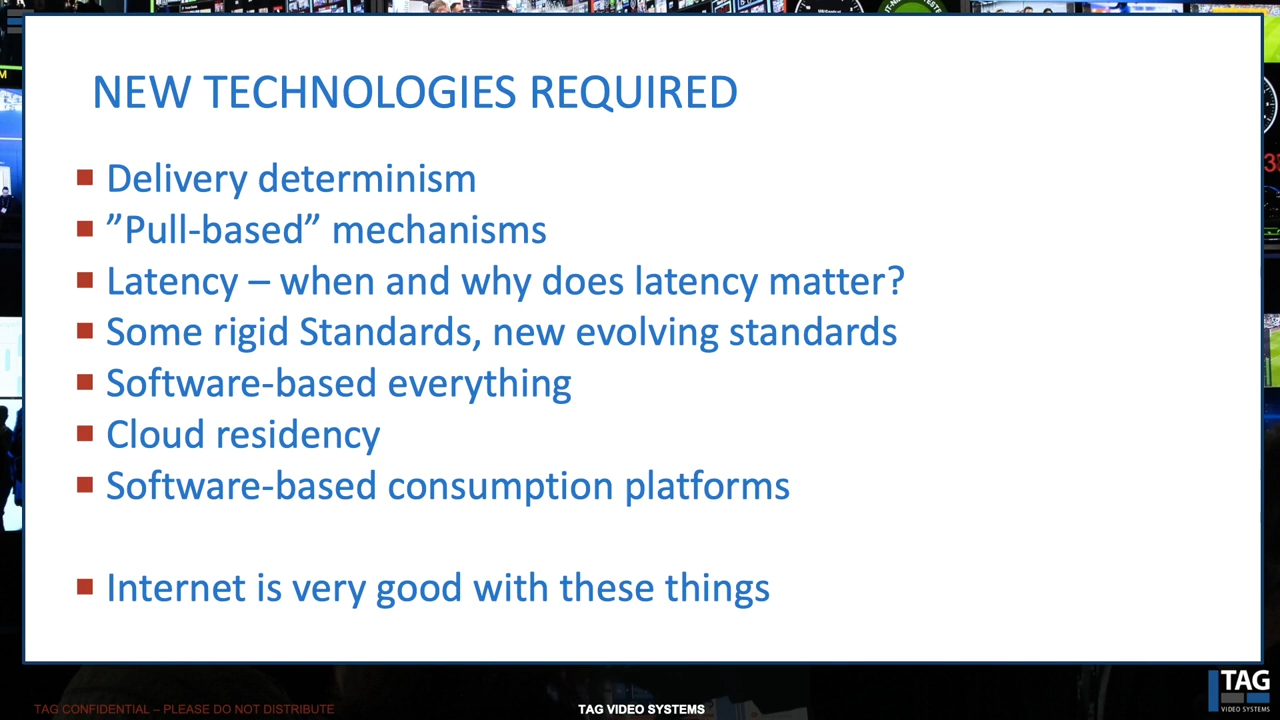 NEW TECHNOLOGIES REQUIRED
Delivery determinism
”Pull-based” mechanisms
Latency – when and why does latency matter?
Some rigid Standards, new evolving standards
Software-based everything
Cloud residency
Software-based consumption platforms
Internet is very good with these things
TAG CONFIDENTIAL – PLEASE DO NOT DISTRIBUTE
TAG VIDEO SYSTEMS
TAG
VIDEO SYSTEMS